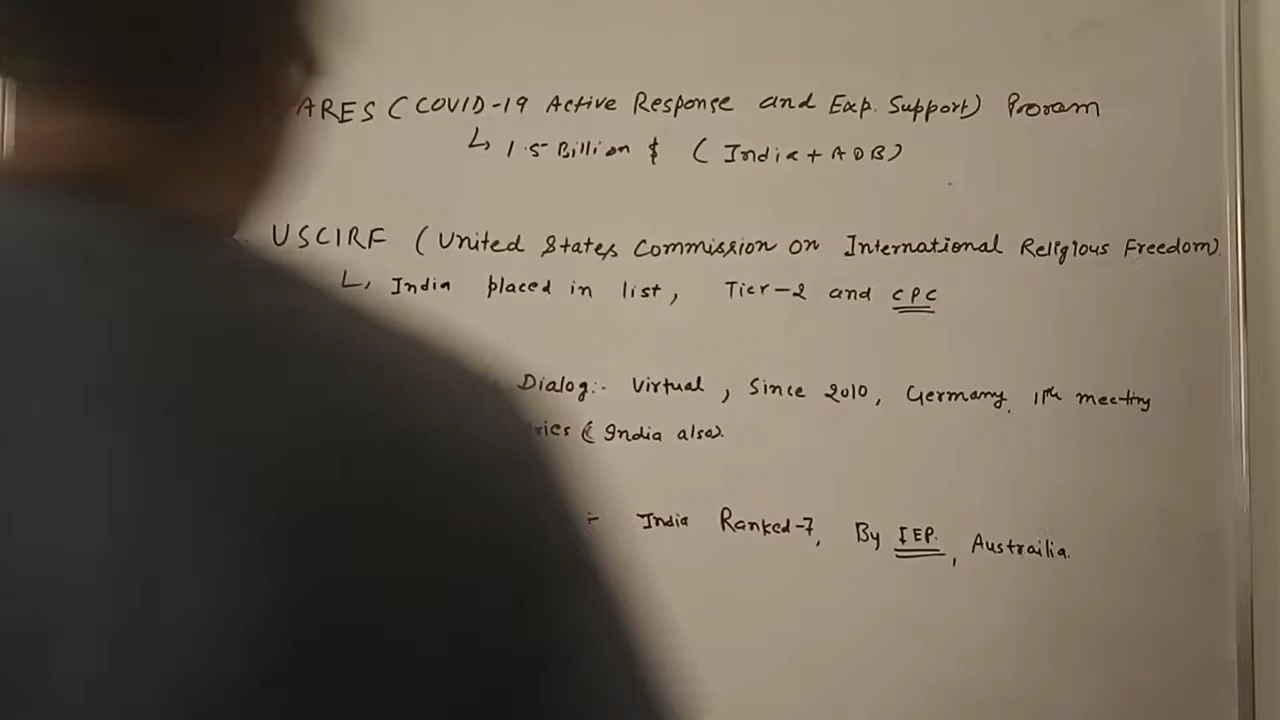 ARES (COVID-19 Active Response and Exp. Support) Proram
↳ 1.5 Billion $ (India + ADB)
USCIRF (United States Commission on International Religious Freedom)
↳ India placed in list, Tier-2 and CPC
Dialog:- Virtual, Since 2010, Germany, 11th meeting
ries (India also).
:- India Ranked-7, By IEP., Austrailia.